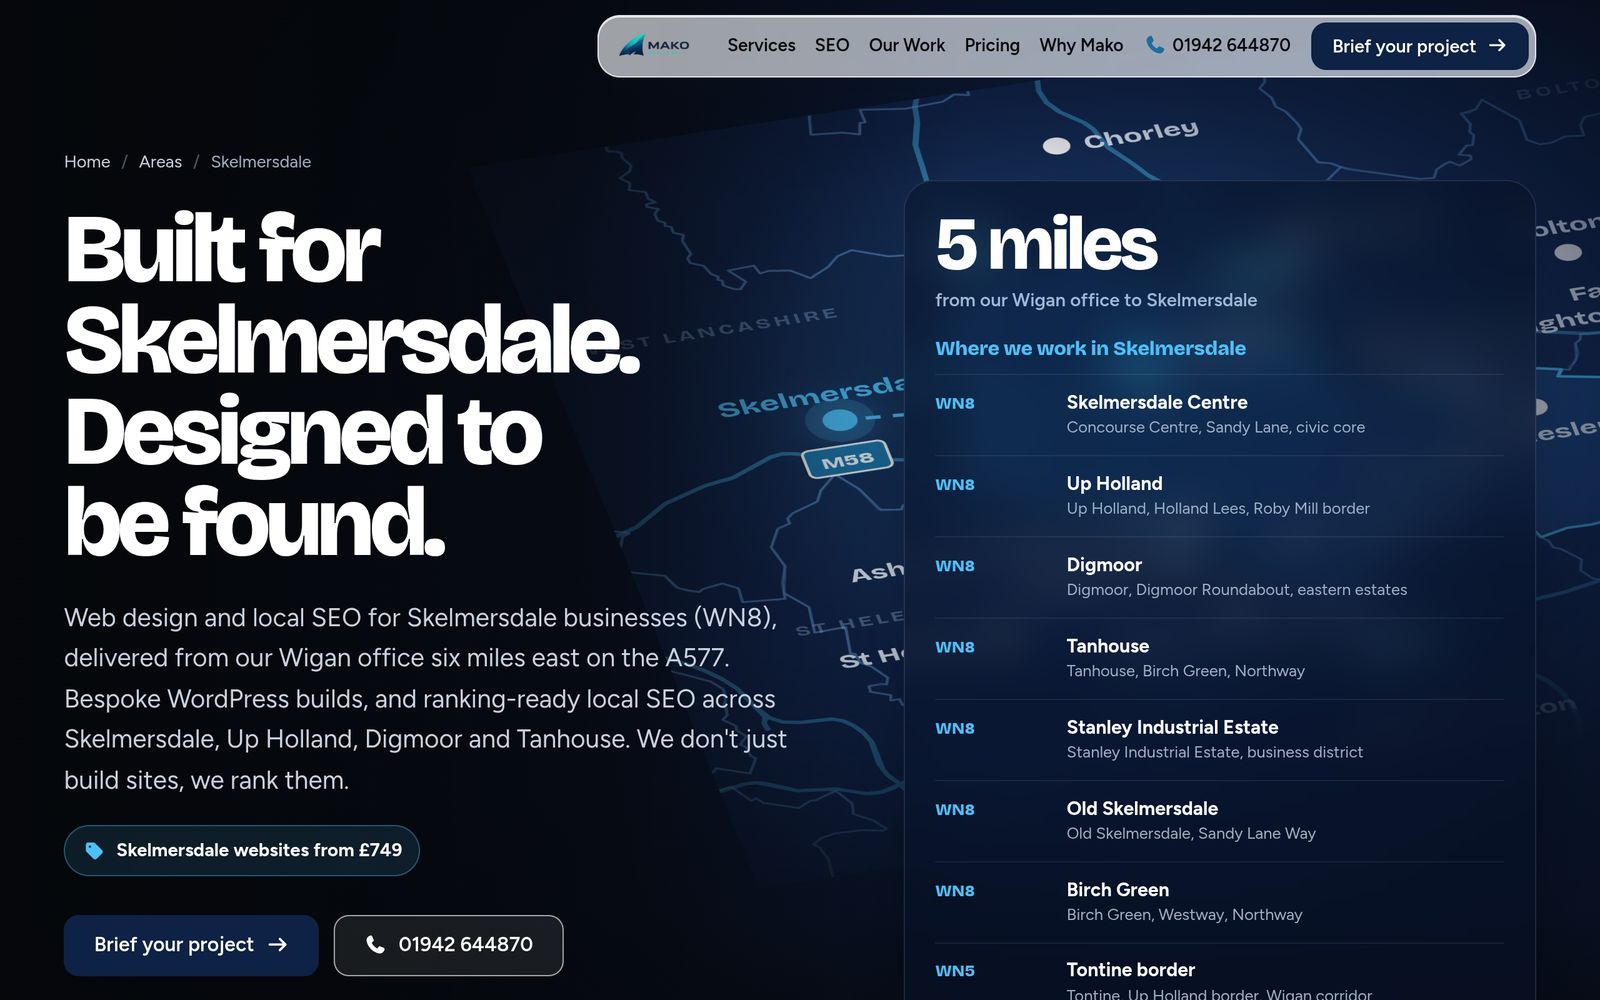 MAKO
Services
SEO
Our Work
Pricing
Why Mako
01942 644870
Brief your project
Home / Areas / Skelmersdale
Built for
Skelmersdale.
Designed to
be found.
Web design and local SEO for Skelmersdale businesses (WN8),
delivered from our Wigan office six miles east on the A577.
Bespoke WordPress builds, and ranking-ready local SEO across
Skelmersdale, Up Holland, Digmoor and Tanhouse. We don't just
build sites, we rank them.
Skelmersdale websites from £749
Brief your project
01942 644870
Chorley
LANCASHIRE
M58
5 miles
from our Wigan office to Skelmersdale
Where we work in Skelmersdale
WN8
Skelmersdale Centre
Concourse Centre, Sandy Lane, civic core
WN8
Up Holland
Up Holland, Holland Lees, Roby Mill border
WN8
Digmoor
Digmoor, Digmoor Roundabout, eastern estates
WN8
Tanhouse
Tanhouse, Birch Green, Northway
WN8
Stanley Industrial Estate
Stanley Industrial Estate, business district
WN8
Old Skelmersdale
Old Skelmersdale, Sandy Lane Way
WN8
Birch Green
Birch Green, Westway, Northway
WN5
Tontine border
Tontine, Up Holland border, Wigan corridor